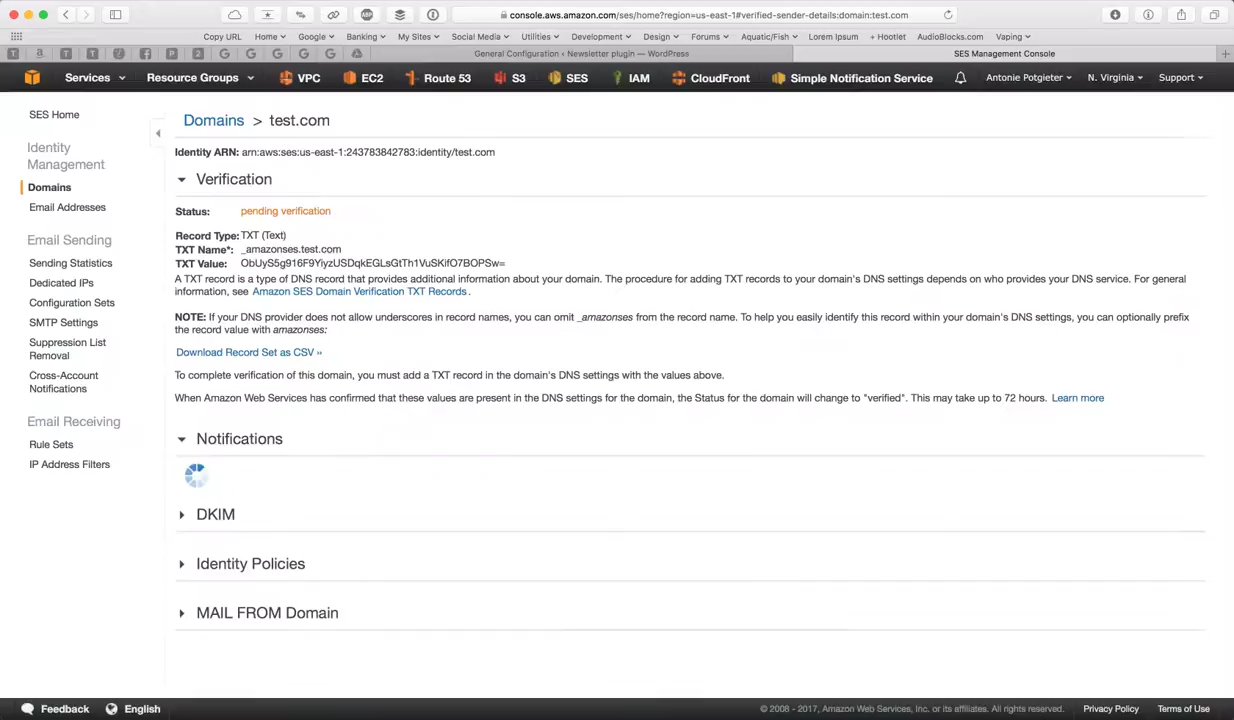 console.aws.amazon.com/ses/home?region=us-east-1#verified-sender-details:domain:test.com
Copy URL Home Google Banking My Sites Social Media Utilities Development Design Forums Aquatic/Fish Lorem Ipsum + Hootlet AudioBlocks.com Vaping
General Configuration ‹ Newsletter plugin — WordPress
SES Management Console
Services Resource Groups VPC EC2 Route 53 S3 SES IAM CloudFront Simple Notification Service Antonie Potgieter N. Virginia Support
SES Home
Identity
Management
Domains
Email Addresses
Email Sending
Sending Statistics
Dedicated IPs
Configuration Sets
SMTP Settings
Suppression List
Removal
Cross-Account
Notifications
Email Receiving
Rule Sets
IP Address Filters
Domains > test.com
Identity ARN: arn:aws:ses:us-east-1:243783842783:identity/test.com
Verification
Status: pending verification
Record Type: TXT (Text)
TXT Name*: _amazonses.test.com
TXT Value: ObUyS5g916F9YiyzUSDqkEGLsGtTh1VuSKifO7BOPSw=
A TXT record is a type of DNS record that provides additional information about your domain. The procedure for adding TXT records to your domain's DNS settings depends on who provides your DNS service. For general
information, see Amazon SES Domain Verification TXT Records.
NOTE: If your DNS provider does not allow underscores in record names, you can omit _amazonses from the record name. To help you easily identify this record within your domain's DNS settings, you can optionally prefix
the record value with amazonses:
Download Record Set as CSV »
To complete verification of this domain, you must add a TXT record in the domain's DNS settings with the values above.
When Amazon Web Services has confirmed that these values are present in the DNS settings for the domain, the Status for the domain will change to "verified". This may take up to 72 hours. Learn more
Notifications
DKIM
Identity Policies
MAIL FROM Domain
Feedback English
© 2008 - 2017, Amazon Web Services, Inc. or its affiliates. All rights reserved. Privacy Policy Terms of Use